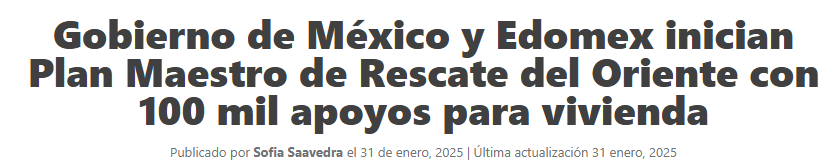 Gobierno de México y Edomex inician
Plan Maestro de Rescate del Oriente con
100 mil apoyos para vivienda
Publicado por Sofia Saavedra el 31 de enero, 2025 | Última actualización 31 enero, 2025